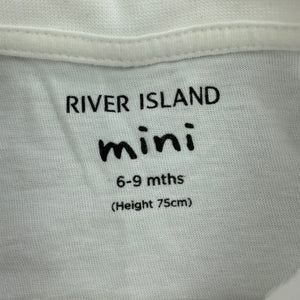 RIVER ISLAND
mini
6-9 mths
(Height 75cm)